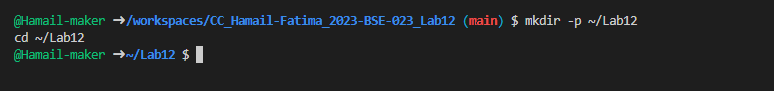 @Hamail-maker ➜/workspaces/CC_Hamail-Fatima_2023-BSE-023_Lab12 (main) $ mkdir -p ~/Lab12
cd ~/Lab12
@Hamail-maker ➜~/Lab12 $